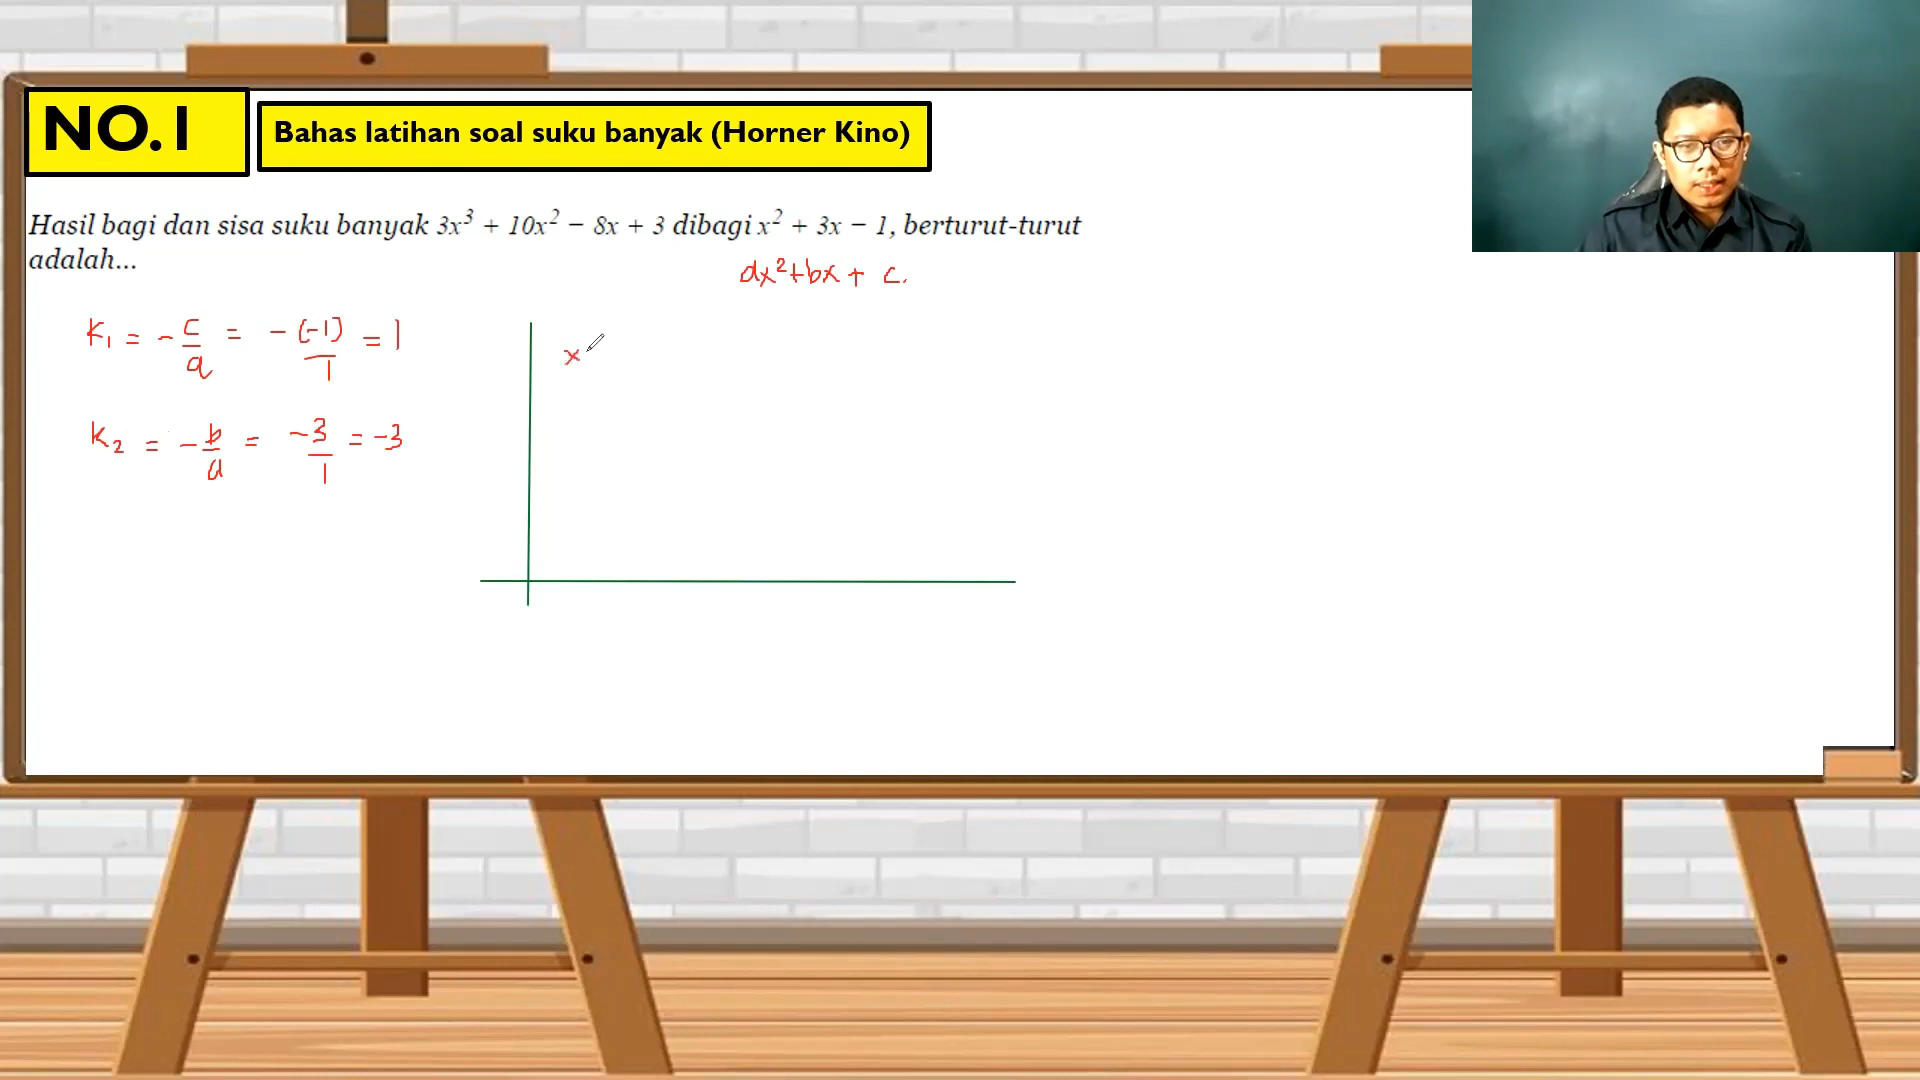 NO.1
Bahas latihan soal suku banyak (Horner Kino)
Hasil bagi dan sisa suku banyak 3x³ + 10x² − 8x + 3 dibagi x² + 3x − 1, berturut-turut
adalah...
ax²+bx + c.
K₁ = -c/a = -(-1)/1 = 1
x
K₂ = -b/a = -3/1 = -3